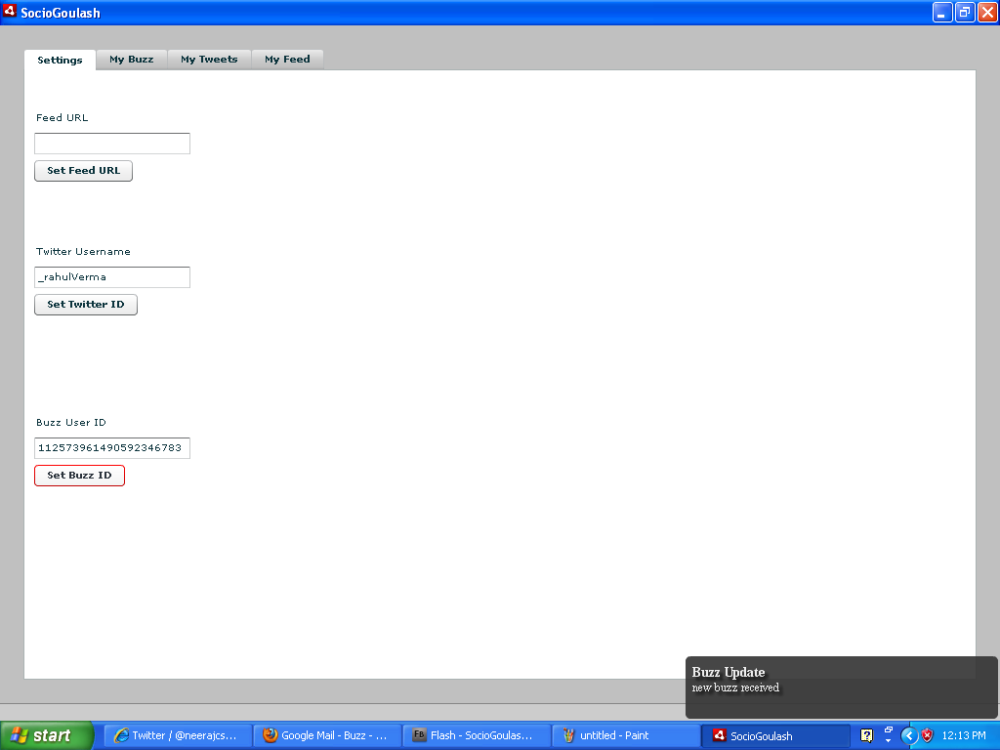 SocioGoulash
Settings My Buzz My Tweets My Feed
Feed URL
Set Feed URL
Twitter Username
_rahulVerma
Set Twitter ID
Buzz User ID
112573961490592346783
Set Buzz ID
Buzz Update
new buzz received
start Twitter / @neerajcs... Google Mail - Buzz - ... FB Flash - SocioGoulas... untitled - Paint SocioGoulash ? 12:13 PM